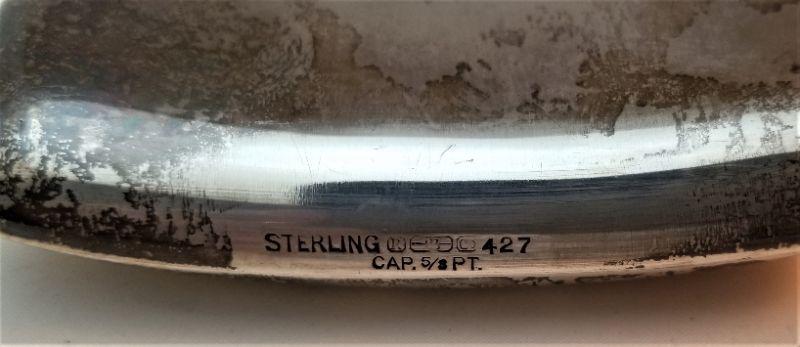 STERLING 427
CAP. 5/8 PT.